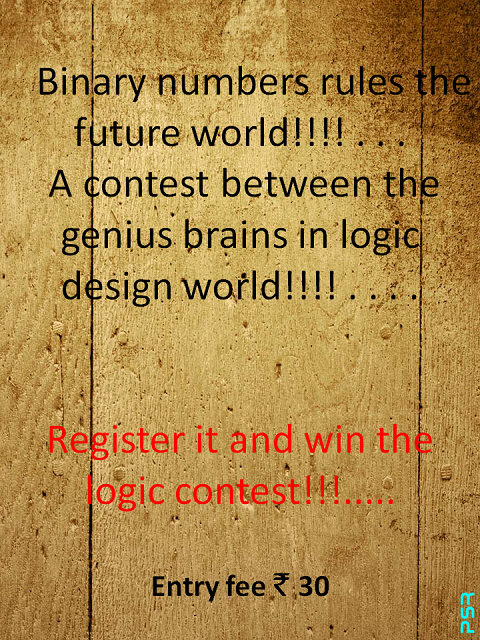 Binary numbers rules the
future world!!!! . . .
A contest between the
genius brains in logic
design world!!!! . . . .
Register it and win the
logic contest!!!.....
Entry fee ₹ 30
PSR